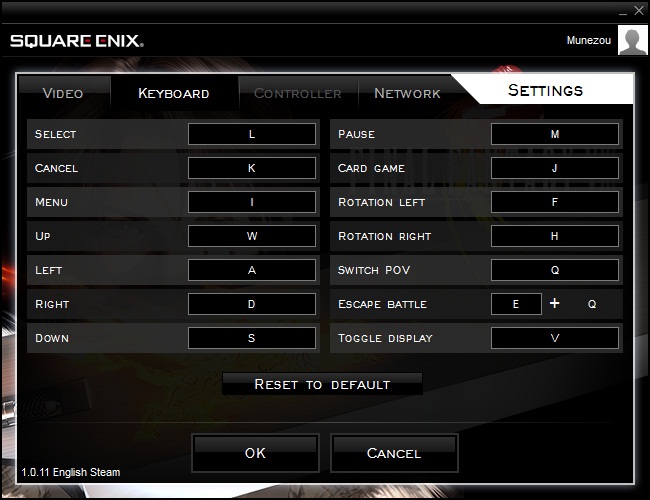 SQUARE ENIX.
Munezou
VIDEO KEYBOARD CONTROLLER NETWORK SETTINGS
SELECT L PAUSE M
CANCEL K CARD GAME J
MENU I ROTATION LEFT F
UP W ROTATION RIGHT H
LEFT A SWITCH POV Q
RIGHT D ESCAPE BATTLE E + Q
DOWN S TOGGLE DISPLAY V
RESET TO DEFAULT
OK CANCEL
1.0.11 English Steam